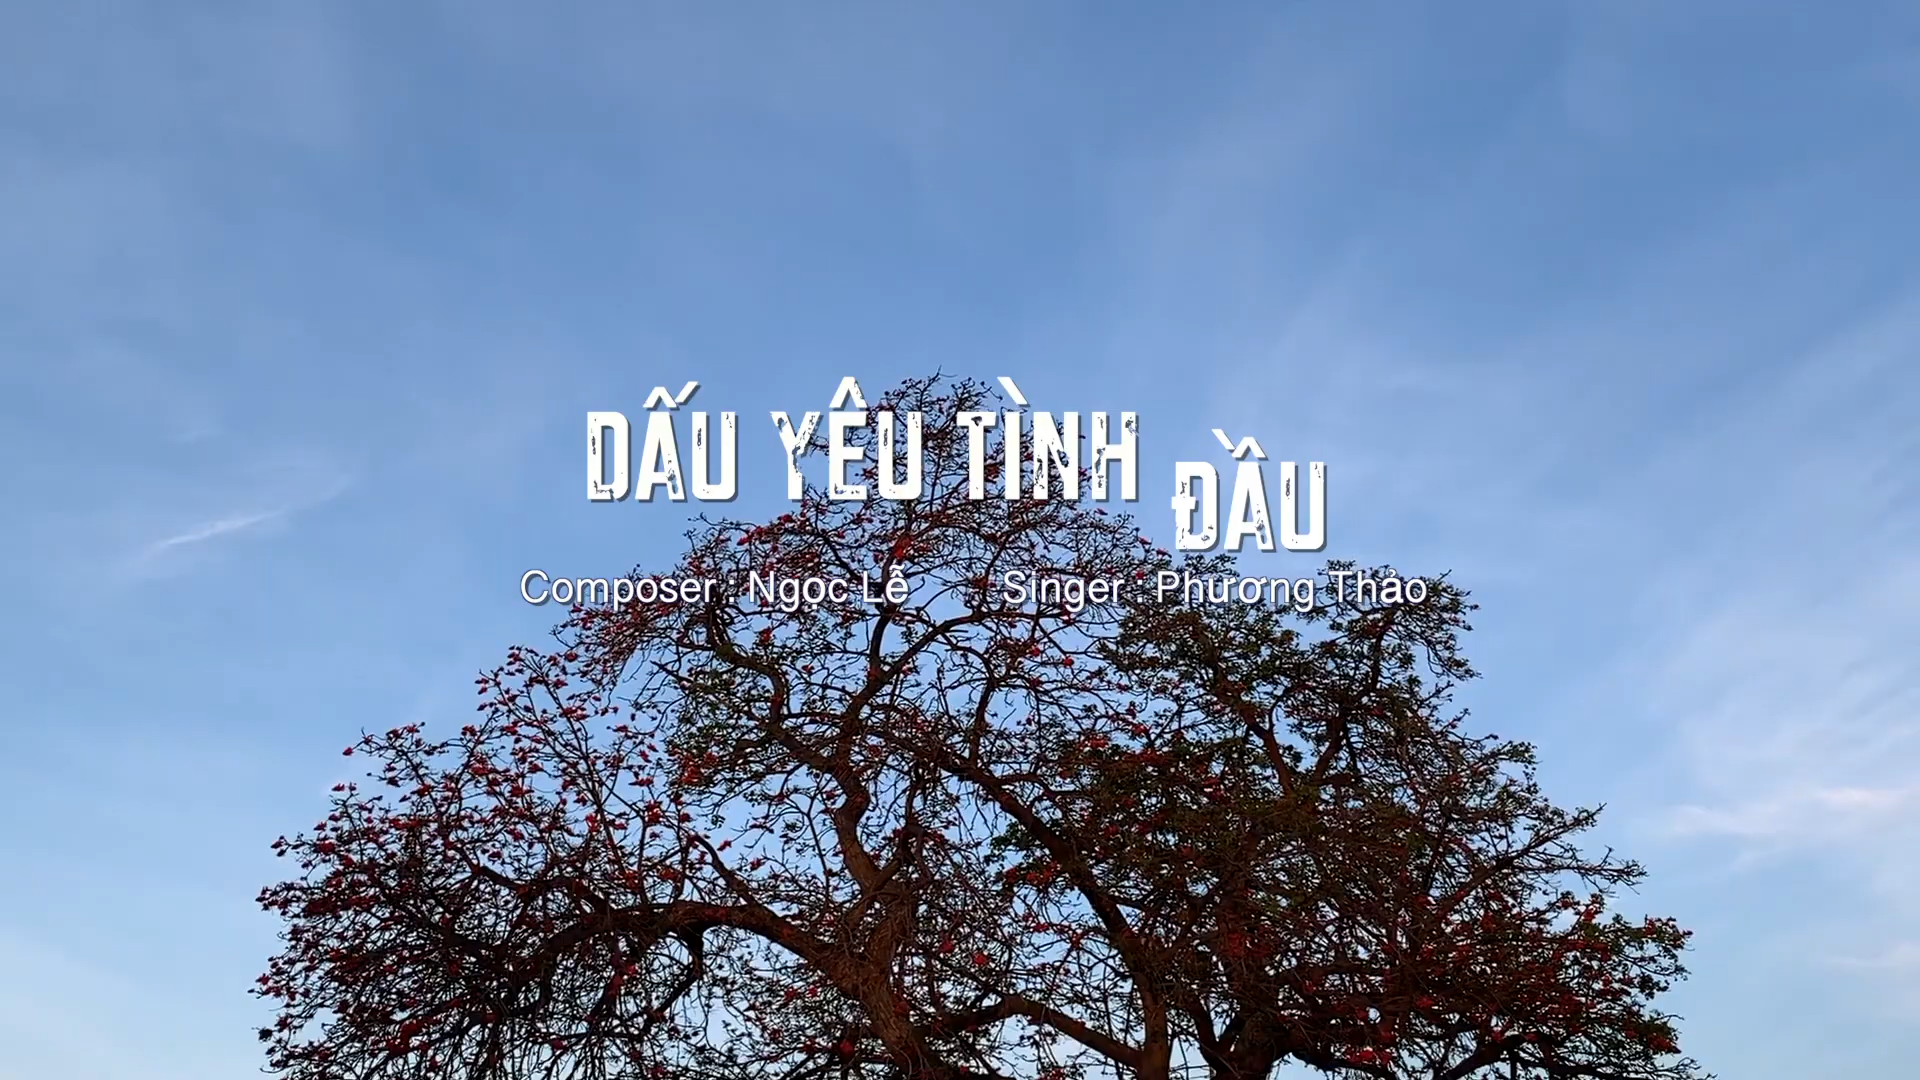 DẤU YÊU TÌNH ĐẦU
Composer : Ngọc Lễ Singer : Phương Thảo